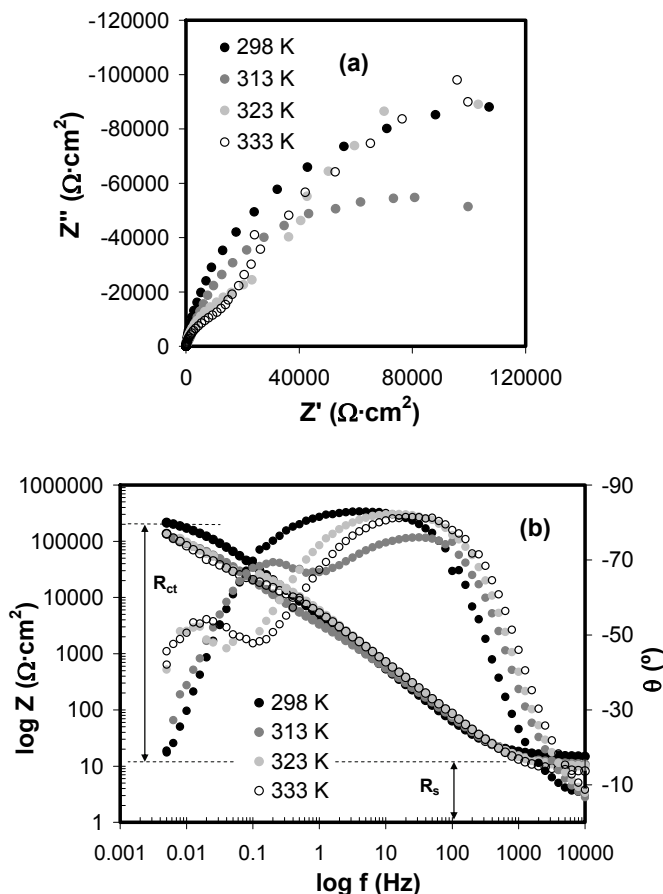 -120000
-100000
-80000
-60000
-40000
-20000
0
Z'' (Ω·cm²)
298 K
313 K
323 K
333 K
(a)
0
40000
80000
120000
Z' (Ω·cm²)
1000000
100000
10000
1000
100
10
1
log Z (Ω·cm²)
-90
-70
-50
-30
-10
θ (º)
(b)
R_ct
298 K
313 K
323 K
333 K
R_s
0.001
0.01
0.1
1
10
100
1000
10000
log f (Hz)